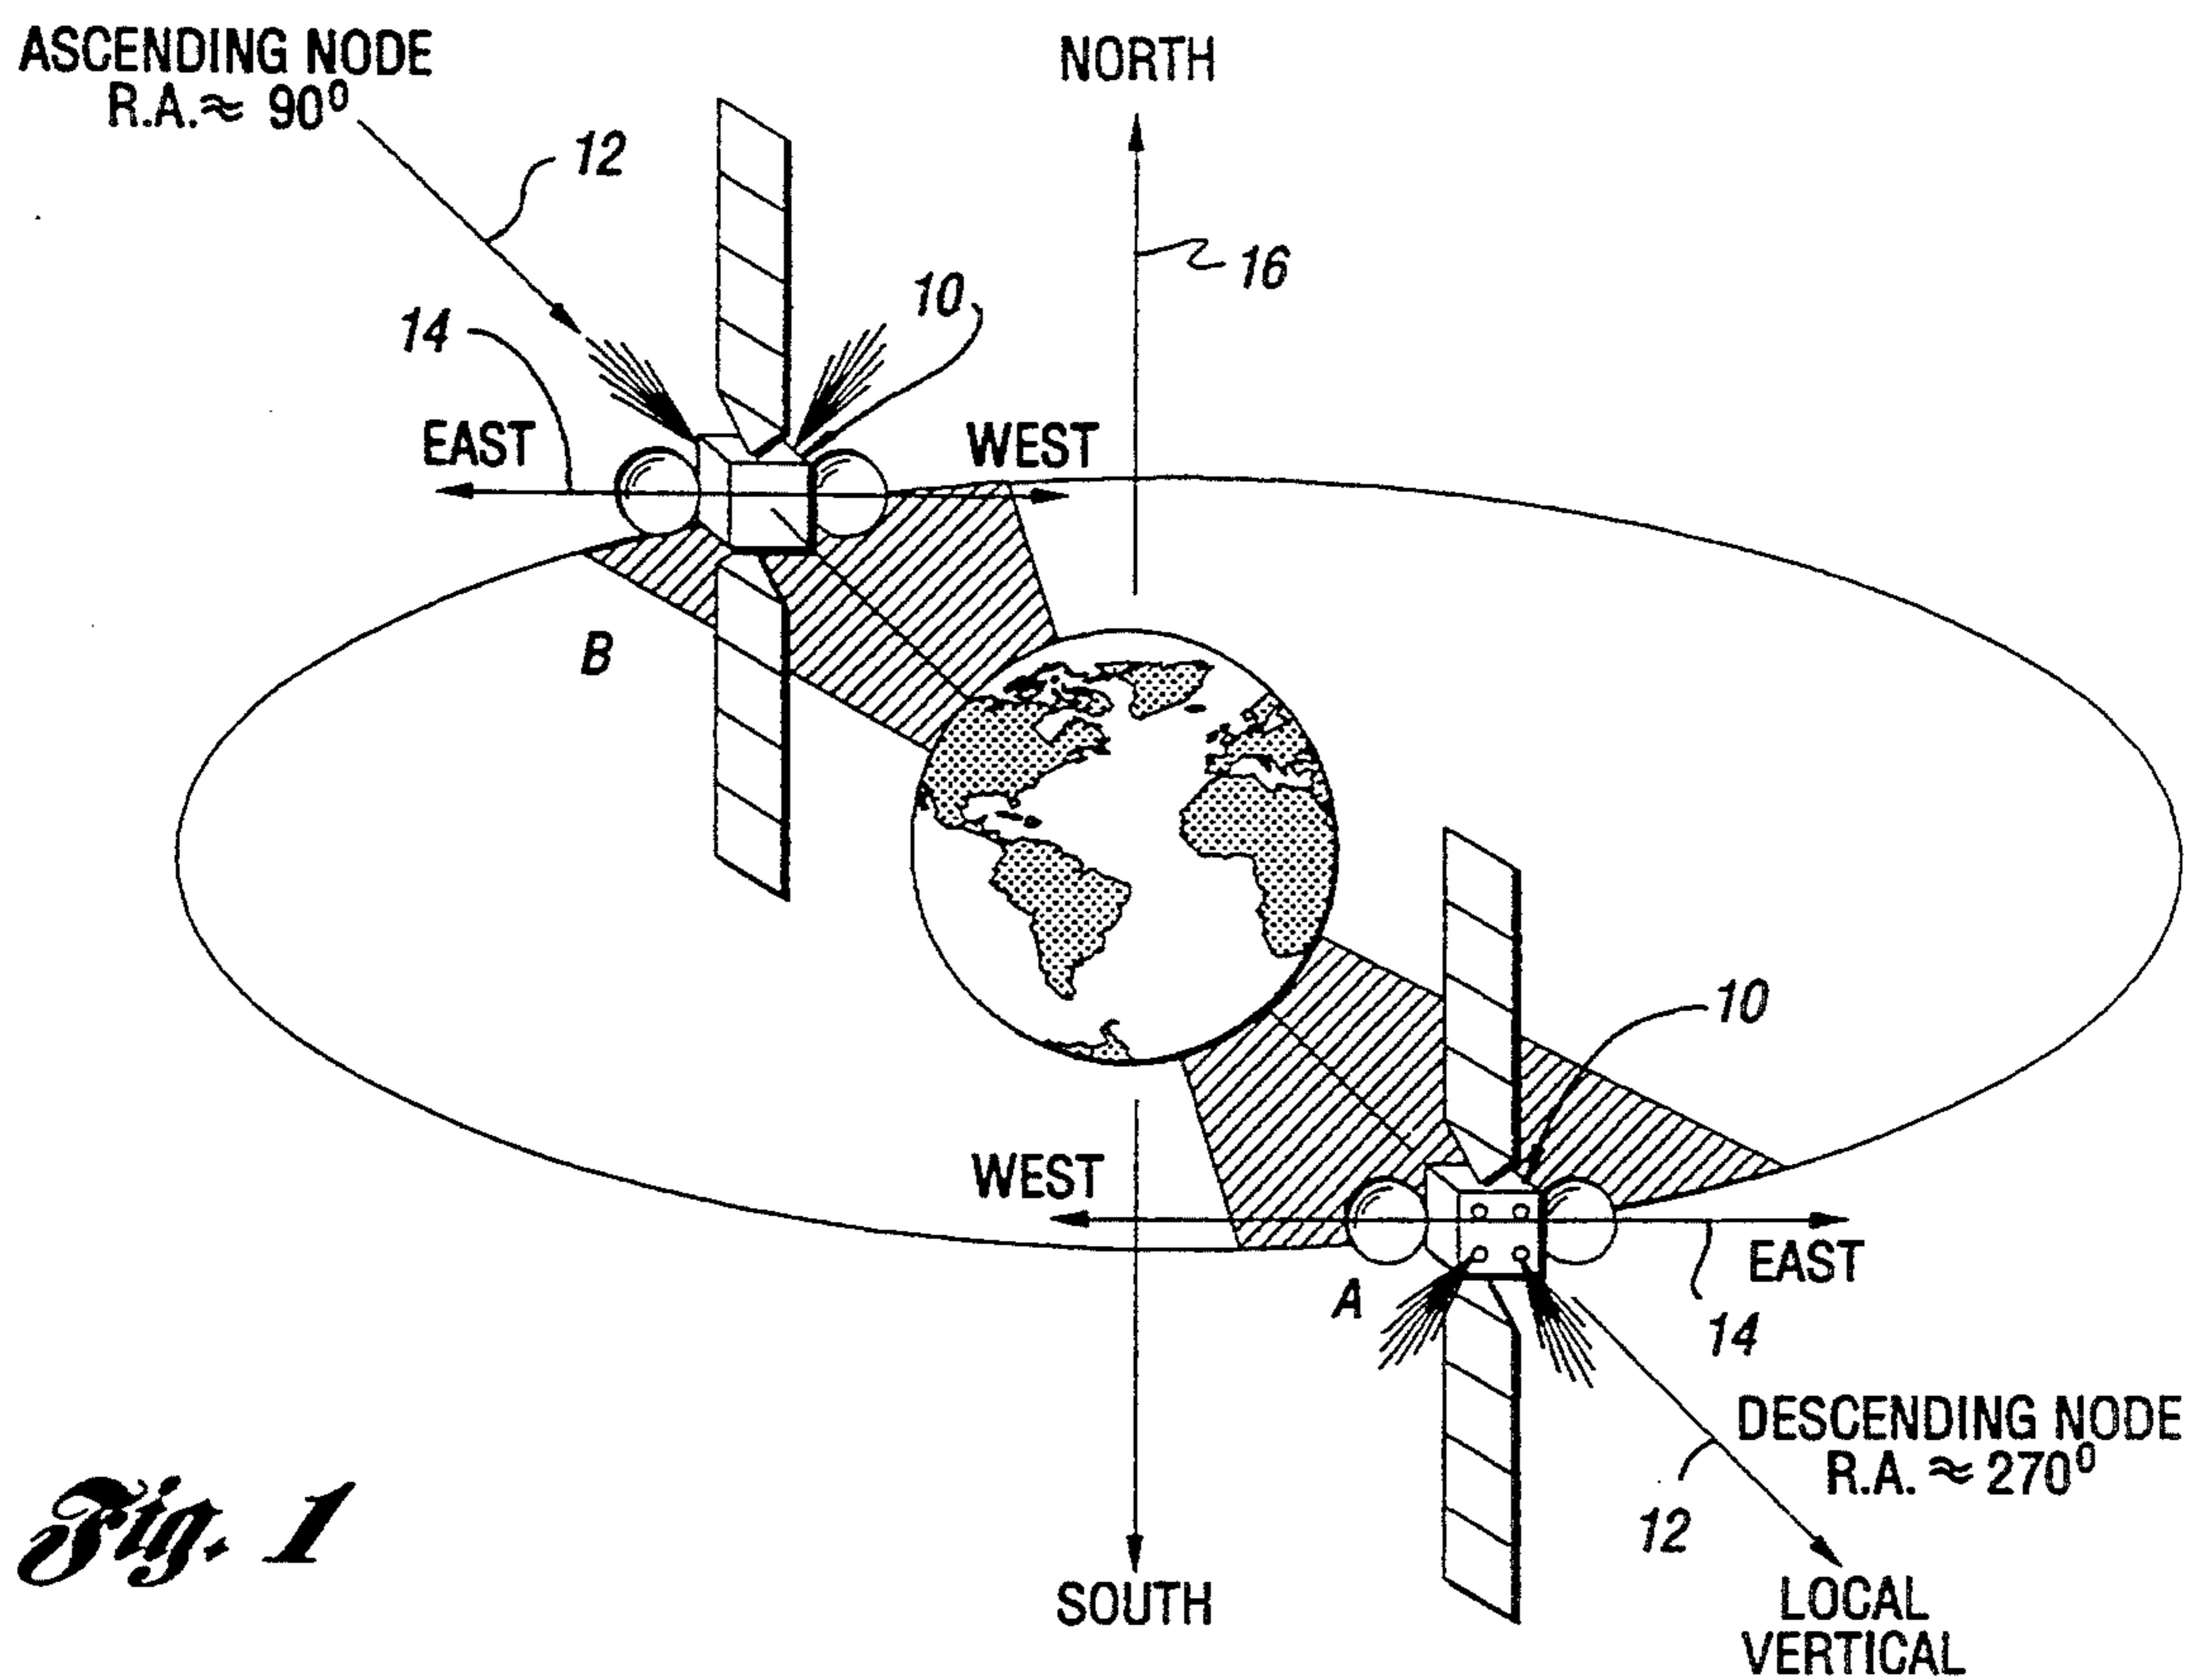 ASCENDING NODE
R.A.≈ 90⁰
NORTH
12
16
10
14
EAST
WEST
B
10
WEST
EAST
A
14
DESCENDING NODE
R.A. ≈ 270⁰
12
Fig. 1
SOUTH
LOCAL
VERTICAL